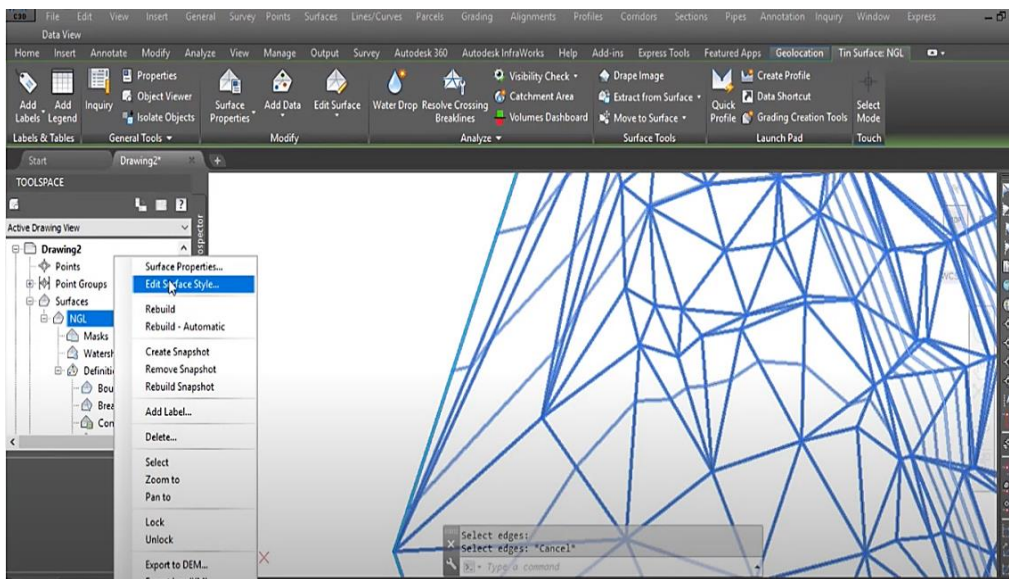 C3D File Edit View Insert General Survey Points Surfaces Lines/Curves Parcels Grading Alignments Profiles Corridors Sections Pipes Annotation Inquiry Window Express
Data View
Home Insert Annotate Modify Analyze View Manage Output Survey Autodesk 360 Autodesk InfraWorks Help Add-ins Express Tools Featured Apps Geolocation Tin Surface: NGL
Properties Visibility Check Drape Image Create Profile
Object Viewer Catchment Area Extract from Surface Data Shortcut
Isolate Objects Volumes Dashboard Move to Surface Grading Creation Tools
Add Labels
Add Legend
Inquiry
Surface Properties
Add Data
Edit Surface
Water Drop
Resolve Crossing Breaklines
Quick Profile
Select Mode
Labels & Tables General Tools Modify Analyze Surface Tools Launch Pad Touch
Start Drawing2* +
TOOLSPACE
Active Drawing View
Drawing2
Points
Point Groups
Surfaces
NGL
Masks
Watersh
Definiti
Bou
Brea
Con
Surface Properties...
Edit Surface Style...
Rebuild
Rebuild - Automatic
Create Snapshot
Remove Snapshot
Rebuild Snapshot
Add Label...
Delete...
Select
Zoom to
Pan to
Lock
Unlock
Export to DEM...
Select edges:
Select edges: *Cancel*
Type a command